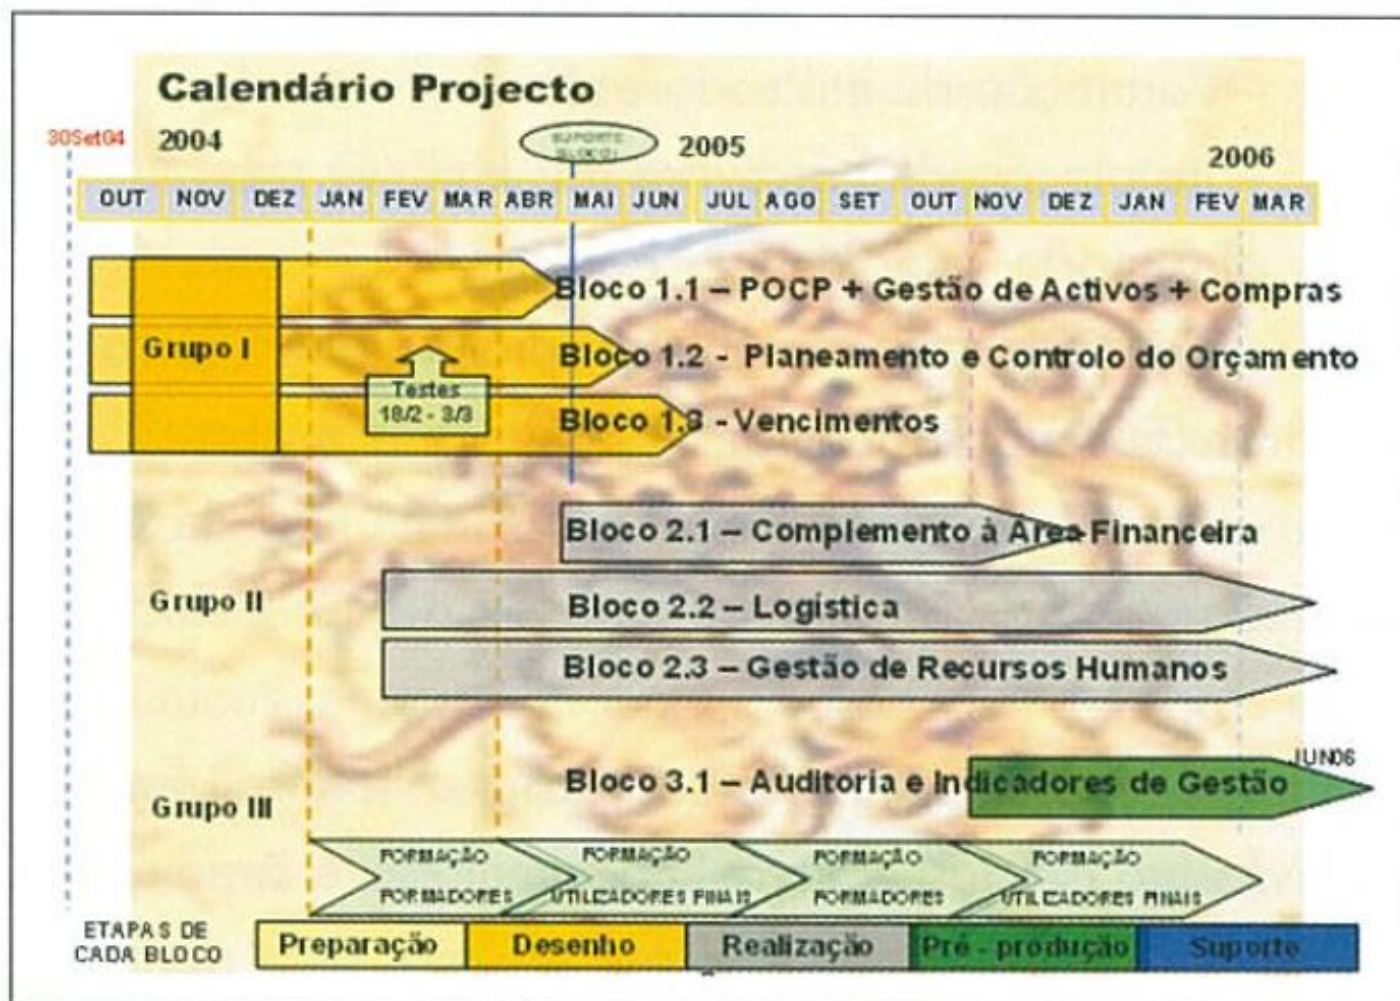 Calendário Projecto
30Set04 2004 SUPORTE BLOCO 1 2005 2006
OUT NOV DEZ JAN FEV MAR ABR MAI JUN JUL AGO SET OUT NOV DEZ JAN FEV MAR
Bloco 1.1 – POCP + Gestão de Activos + Compras
Grupo I
Bloco 1.2 - Planeamento e Controlo do Orçamento
Testes
18/2 - 3/3
Bloco 1.3 - Vencimentos
Bloco 2.1 – Complemento à Área Financeira
Grupo II
Bloco 2.2 – Logística
Bloco 2.3 – Gestão de Recursos Humanos
JUN06
Bloco 3.1 – Auditoria e Indicadores de Gestão
Grupo III
FORMAÇÃO FORMAÇÃO FORMAÇÃO FORMAÇÃO
FORMADORES UTILIZADORES FINAIS FORMADORES UTILIZADORES FINAIS
ETAPAS DE
CADA BLOCO
Preparação Desenho Realização Pré - produção Suporte